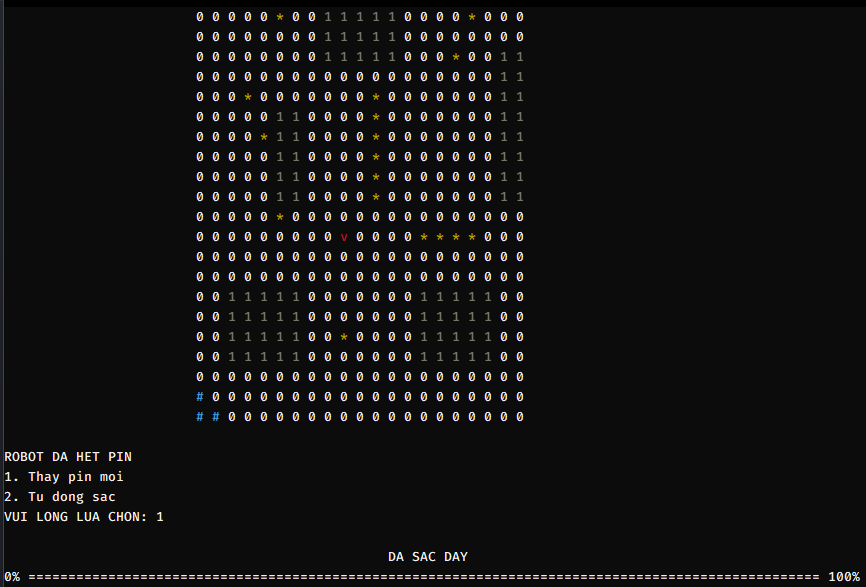 0 0 0 0 0 * 0 0 1 1 1 1 1 0 0 0 0 * 0 0 0
0 0 0 0 0 0 0 0 1 1 1 1 1 0 0 0 0 0 0 0 0
0 0 0 0 0 0 0 0 1 1 1 1 1 0 0 0 * 0 0 1 1
0 0 0 0 0 0 0 0 0 0 0 0 0 0 0 0 0 0 0 1 1
0 0 0 * 0 0 0 0 0 0 0 * 0 0 0 0 0 0 0 1 1
0 0 0 0 0 1 1 0 0 0 0 * 0 0 0 0 0 0 0 1 1
0 0 0 0 * 1 1 0 0 0 0 * 0 0 0 0 0 0 0 1 1
0 0 0 0 0 1 1 0 0 0 0 * 0 0 0 0 0 0 0 1 1
0 0 0 0 0 1 1 0 0 0 0 * 0 0 0 0 0 0 0 1 1
0 0 0 0 0 1 1 0 0 0 0 * 0 0 0 0 0 0 0 1 1
0 0 0 0 0 * 0 0 0 0 0 0 0 0 0 0 0 0 0 0 0
0 0 0 0 0 0 0 0 0 v 0 0 0 0 * * * * 0 0 0
0 0 0 0 0 0 0 0 0 0 0 0 0 0 0 0 0 0 0 0 0
0 0 0 0 0 0 0 0 0 0 0 0 0 0 0 0 0 0 0 0 0
0 0 1 1 1 1 1 0 0 0 0 0 0 0 1 1 1 1 1 0 0
0 0 1 1 1 1 1 0 0 0 0 0 0 0 1 1 1 1 1 0 0
0 0 1 1 1 1 1 0 0 * 0 0 0 0 1 1 1 1 1 0 0
0 0 1 1 1 1 1 0 0 0 0 0 0 0 1 1 1 1 1 0 0
0 0 0 0 0 0 0 0 0 0 0 0 0 0 0 0 0 0 0 0 0
# 0 0 0 0 0 0 0 0 0 0 0 0 0 0 0 0 0 0 0 0
# # 0 0 0 0 0 0 0 0 0 0 0 0 0 0 0 0 0 0 0
ROBOT DA HET PIN
1. Thay pin moi
2. Tu dong sac
VUI LONG LUA CHON: 1
DA SAC DAY
0% =================================================================================================== 100%